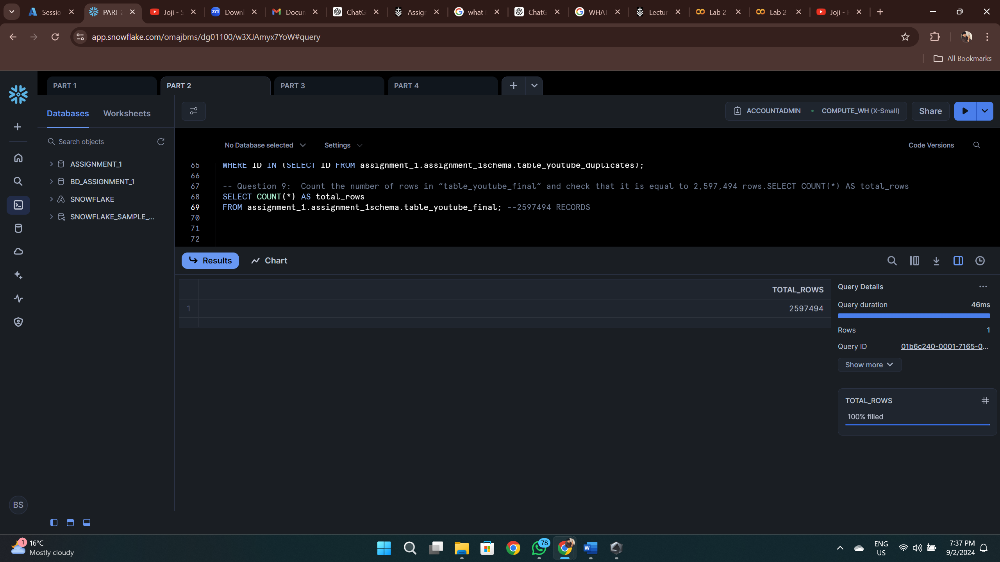 Sessio
PART 2
Joji - S
Down
Docun
ChatG
Assign
what i
ChatG
WHAT
Lectur
Lab 2
Lab 2
Joji -
app.snowflake.com/omajbms/dg01100/w3XJAmyx7YoW#query
All Bookmarks
PART 1
PART 2
PART 3
PART 4
Databases
Worksheets
ACCOUNTADMIN
COMPUTE_WH (X-Small)
Share
Search objects
No Database selected
Settings
Code Versions
ASSIGNMENT_1
BD_ASSIGNMENT_1
SNOWFLAKE
SNOWFLAKE_SAMPLE_...
65 WHERE ID IN (SELECT ID FROM assignment_1.assignment_1schema.table_youtube_duplicates);
66
67 -- Question 9:  Count the number of rows in “table_youtube_final“ and check that it is equal to 2,597,494 rows.SELECT COUNT(*) AS total_rows
68 SELECT COUNT(*) AS total_rows
69 FROM assignment_1.assignment_1schema.table_youtube_final; --2597494 RECORDS
70
71
72
Results
Chart
TOTAL_ROWS
1 2597494
Query Details
Query duration 46ms
Rows 1
Query ID 01b6c240-0001-7165-0...
Show more
TOTAL_ROWS
100% filled
BS
1
16°C
Mostly cloudy
zm
78
W
ENG
US
7:37 PM
9/2/2024